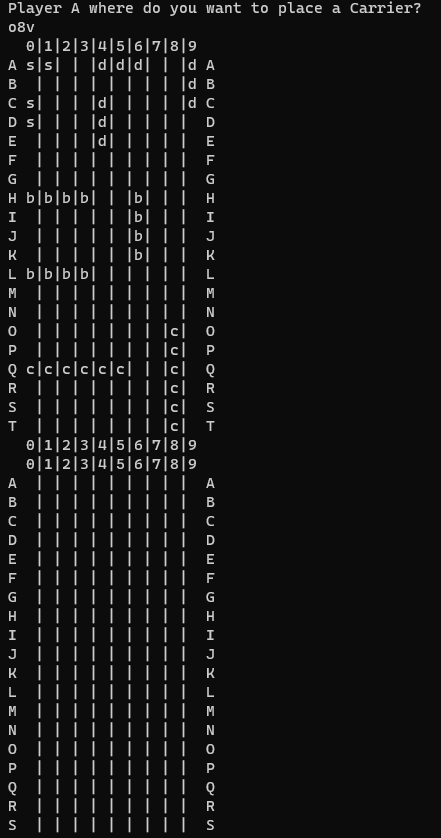 Player A where do you want to place a Carrier?
o8v
  0|1|2|3|4|5|6|7|8|9
A s|s| | |d|d|d| | |d A
B  | | | | | | | | |d B
C s| | | |d| | | | |d C
D s| | | |d| | | | |  D
E  | | | |d| | | | |  E
F  | | | | | | | | |  F
G  | | | | | | | | |  G
H b|b|b|b| | |b| | |  H
I  | | | | | |b| | |  I
J  | | | | | |b| | |  J
K  | | | | | |b| | |  K
L b|b|b|b| | | | | |  L
M  | | | | | | | | |  M
N  | | | | | | | | |  N
O  | | | | | | | |c|  O
P  | | | | | | | |c|  P
Q c|c|c|c|c|c| | |c|  Q
R  | | | | | | | |c|  R
S  | | | | | | | |c|  S
T  | | | | | | | |c|  T
  0|1|2|3|4|5|6|7|8|9
  0|1|2|3|4|5|6|7|8|9
A  | | | | | | | | |  A
B  | | | | | | | | |  B
C  | | | | | | | | |  C
D  | | | | | | | | |  D
E  | | | | | | | | |  E
F  | | | | | | | | |  F
G  | | | | | | | | |  G
H  | | | | | | | | |  H
I  | | | | | | | | |  I
J  | | | | | | | | |  J
K  | | | | | | | | |  K
L  | | | | | | | | |  L
M  | | | | | | | | |  M
N  | | | | | | | | |  N
O  | | | | | | | | |  O
P  | | | | | | | | |  P
Q  | | | | | | | | |  Q
R  | | | | | | | | |  R
S  | | | | | | | | |  S